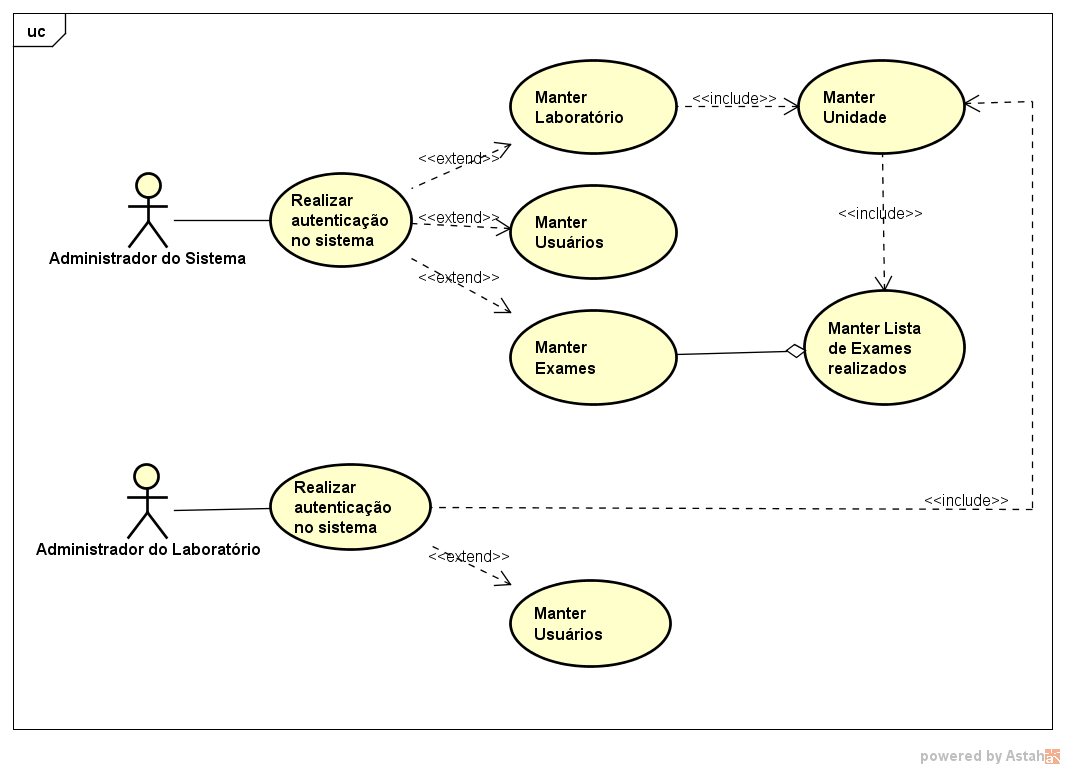 uc
Manter
Laboratório
<<include>>
Manter
Unidade
<<extend>>
Realizar
autenticação
no sistema
Administrador do Sistema
<<extend>>
Manter
Usuários
<<include>>
<<extend>>
Manter
Exames
Manter Lista
de Exames
realizados
Realizar
autenticação
no sistema
Administrador do Laboratório
<<include>>
<<extend>>
Manter
Usuários
powered by Astah